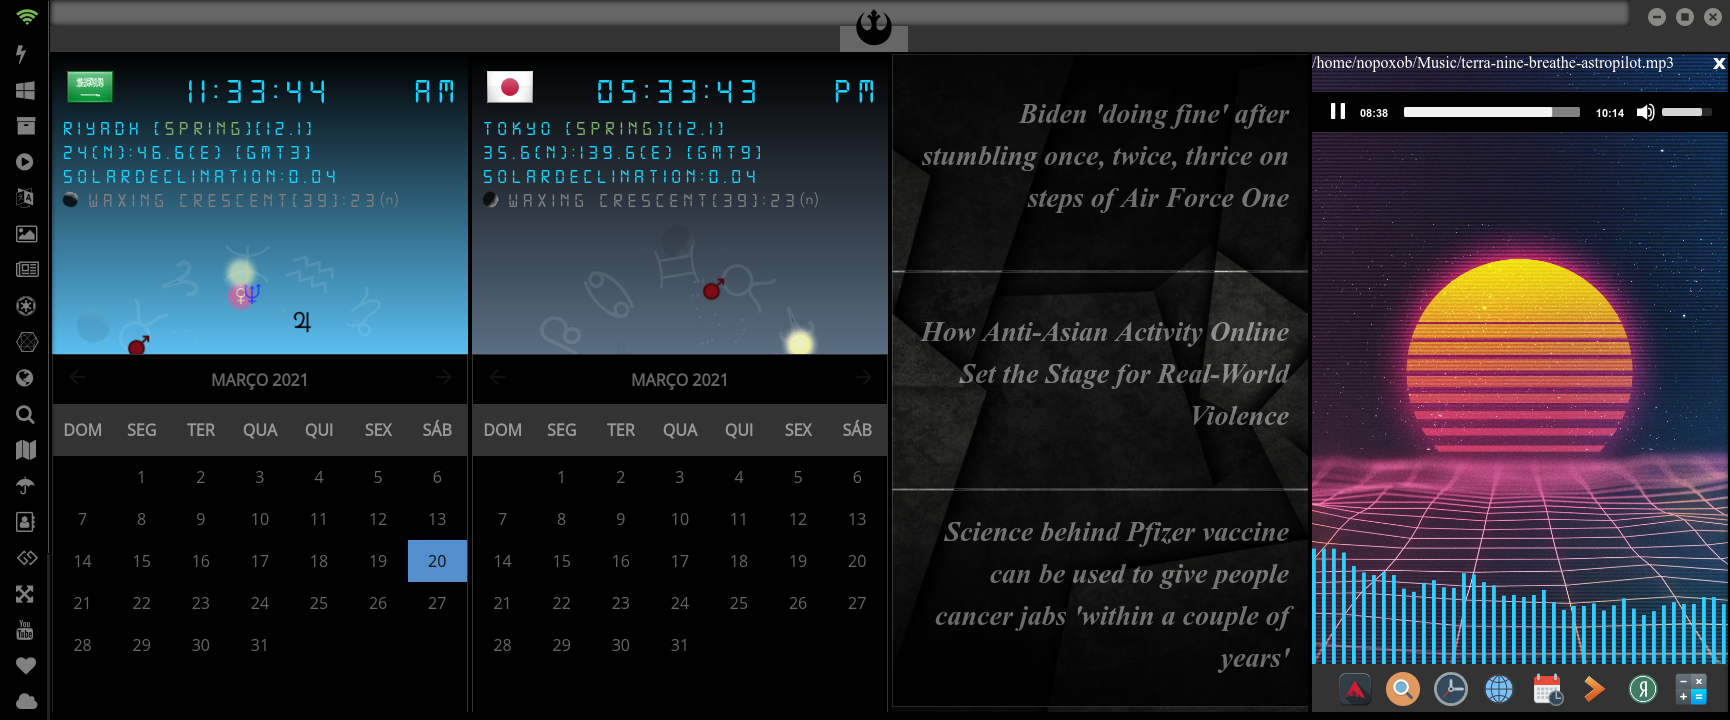 11:33:44 AM
RIYADH [SPRING][12.1]
24(N):46.6(E) [GMT3]
SOLARDECLINATION:0.04
WAXING CRESCENT[39]:23(n)
MARÇO 2021
DOM SEG TER QUA QUI SEX SÁB
1 2 3 4 5 6
7 8 9 10 11 12 13
14 15 16 17 18 19 20
21 22 23 24 25 26 27
28 29 30 31
05:33:43 PM
TOKYO [SPRING][12.1]
35.6(N):139.6(E) [GMT9]
SOLARDECLINATION:0.04
WAXING CRESCENT[39]:23(n)
MARÇO 2021
DOM SEG TER QUA QUI SEX SÁB
1 2 3 4 5 6
7 8 9 10 11 12 13
14 15 16 17 18 19 20
21 22 23 24 25 26 27
28 29 30 31
Biden 'doing fine' after
stumbling once, twice, thrice on
steps of Air Force One
How Anti-Asian Activity Online
Set the Stage for Real-World
Violence
Science behind Pfizer vaccine
can be used to give people
cancer jabs 'within a couple of
years'
/home/nopoxob/Music/terra-nine-breathe-astropilot.mp3 x
08:38 10:14
You
Tube
Я